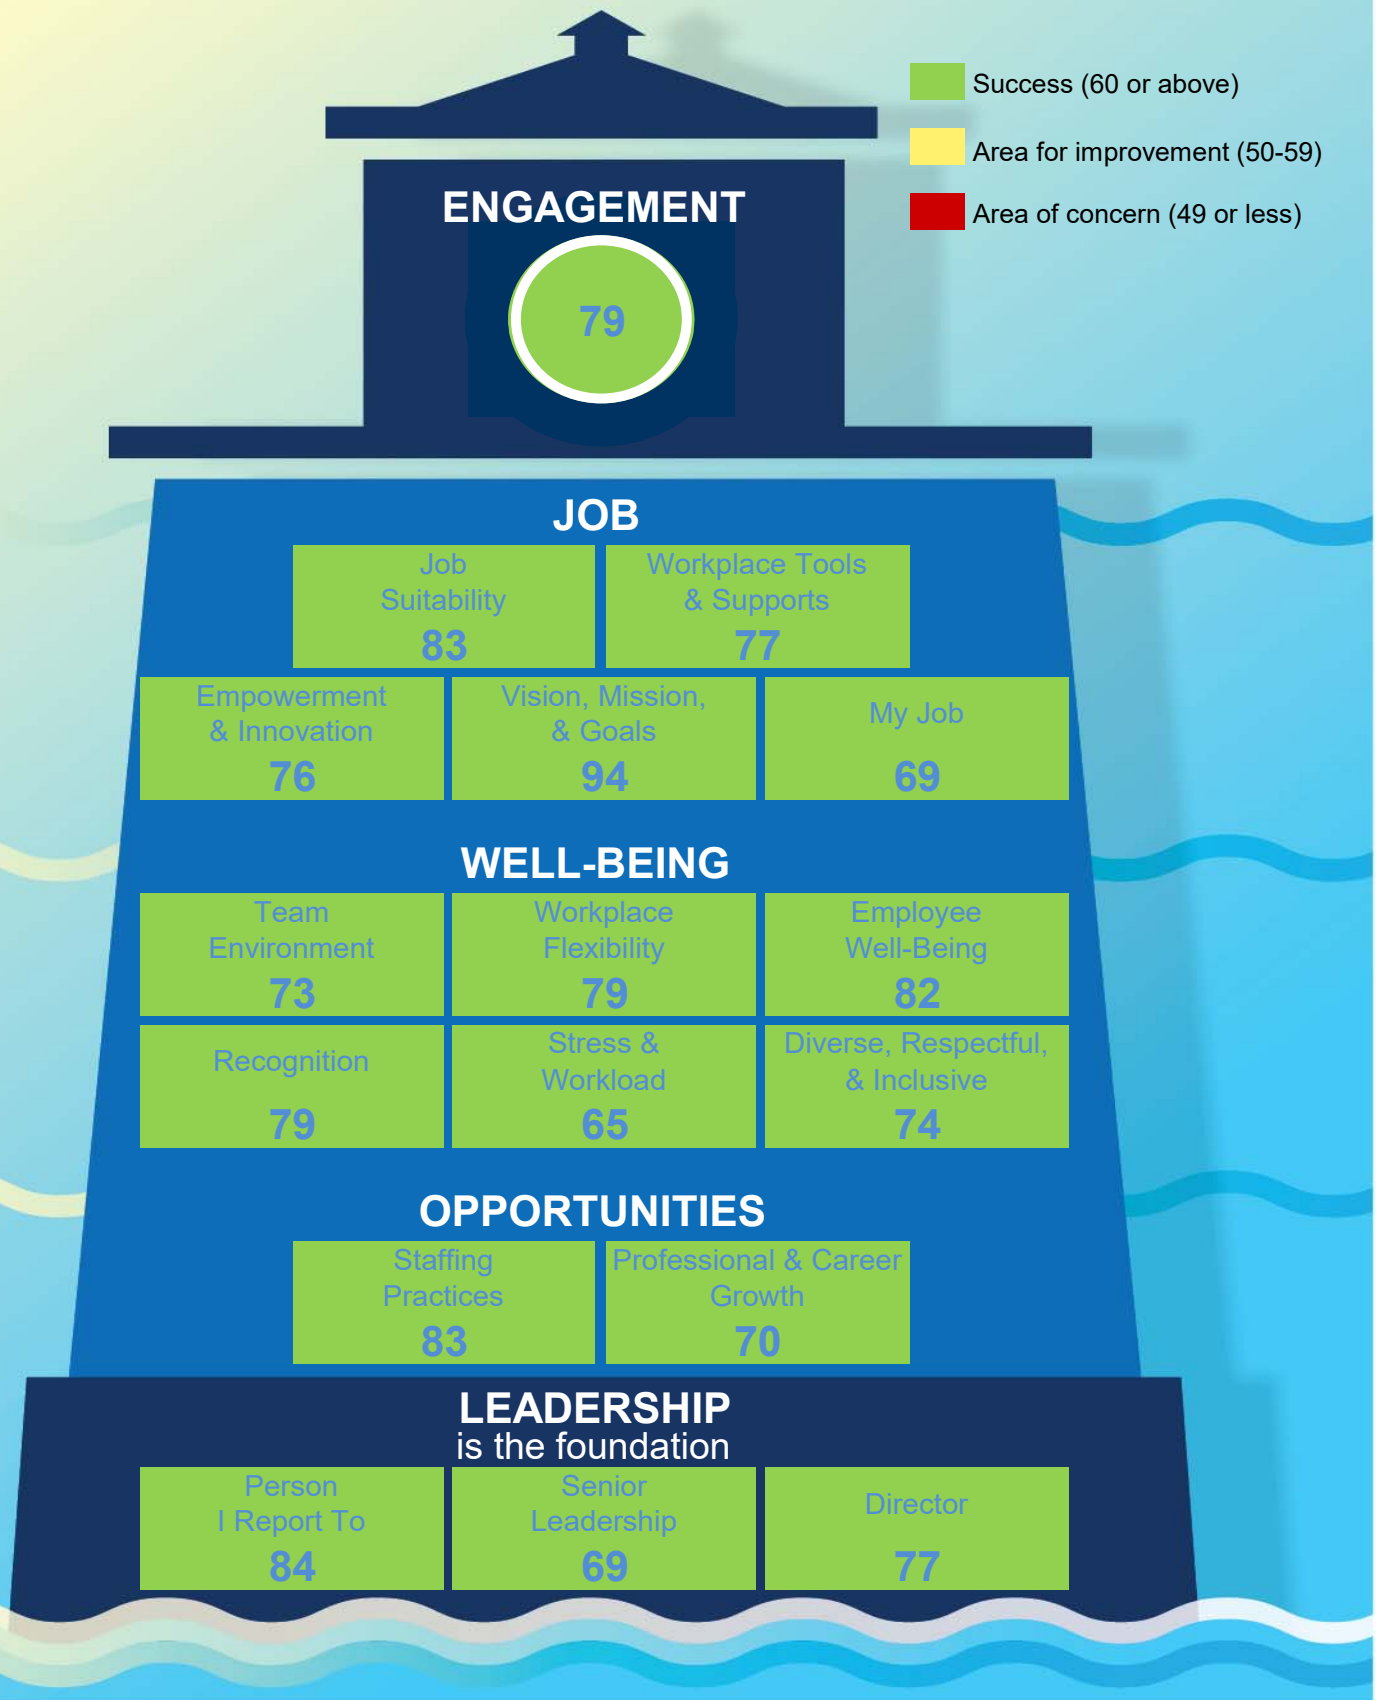 Success (60 or above)
Area for improvement (50-59)
Area of concern (49 or less)
ENGAGEMENT
79
JOB
Job
Suitability
83
Workplace Tools
& Supports
77
Empowerment
& Innovation
76
Vision, Mission,
& Goals
94
My Job
69
WELL-BEING
Team
Environment
73
Workplace
Flexibility
79
Employee
Well-Being
82
Recognition
79
Stress &
Workload
65
Diverse, Respectful,
& Inclusive
74
OPPORTUNITIES
Staffing
Practices
83
Professional & Career
Growth
70
LEADERSHIP
is the foundation
Person
I Report To
84
Senior
Leadership
69
Director
77